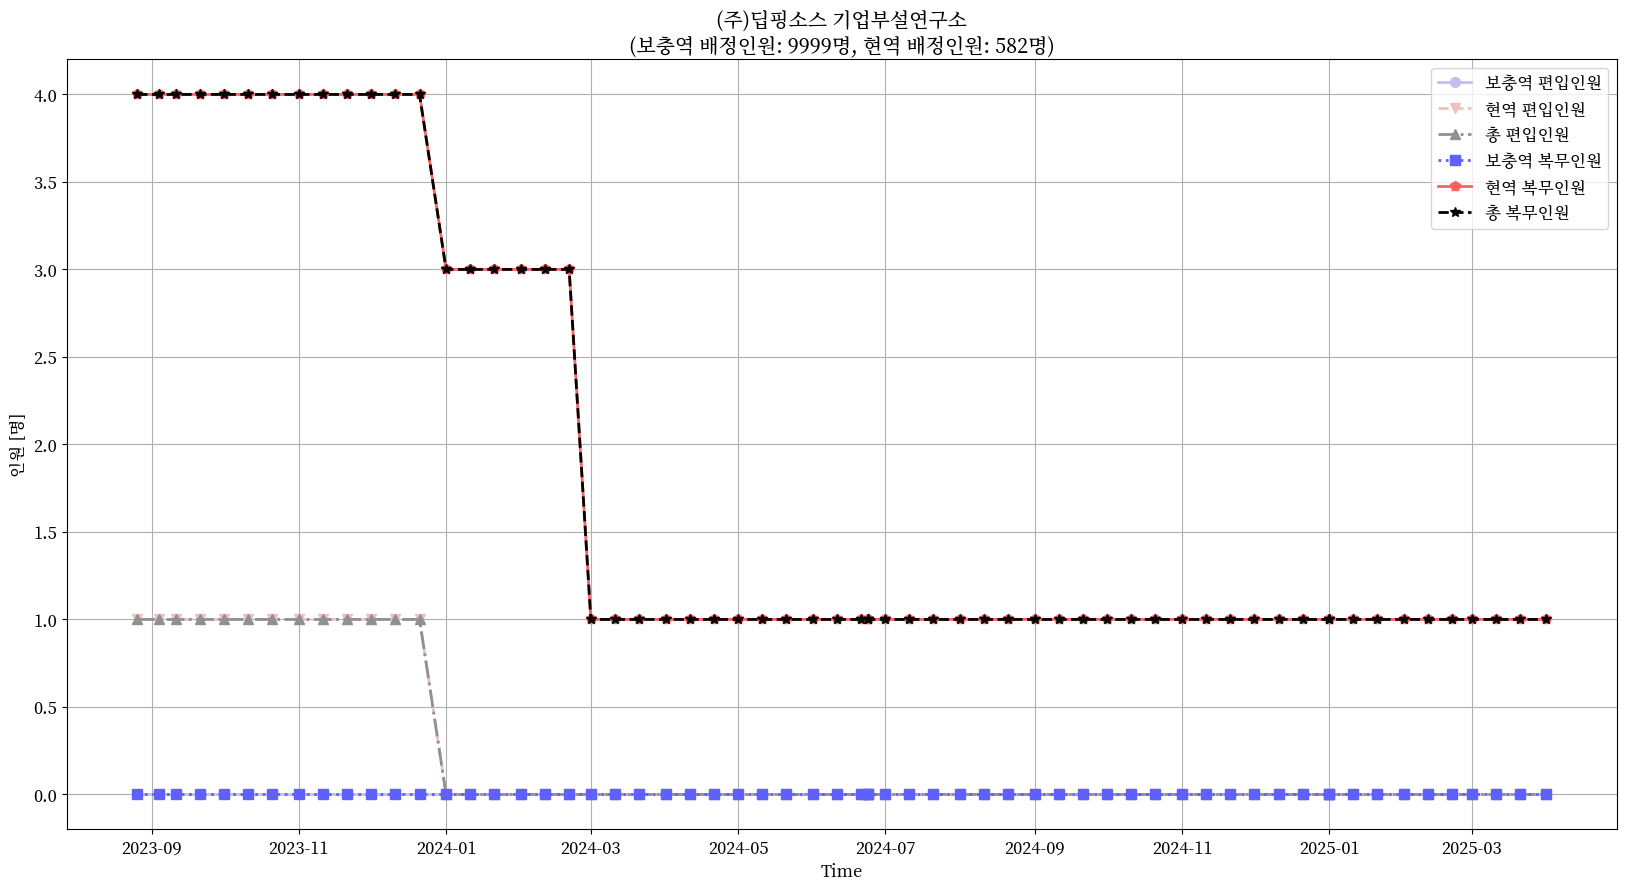 (주)딥핑소스 기업부설연구소
(보충역 배정인원: 9999명, 현역 배정인원: 582명)
보충역 편입인원
현역 편입인원
총 편입인원
보충역 복무인원
현역 복무인원
총 복무인원
인원 [명]
4.0
3.5
3.0
2.5
2.0
1.5
1.0
0.5
0.0
2023-09
2023-11
2024-01
2024-03
2024-05
2024-07
2024-09
2024-11
2025-01
2025-03
Time